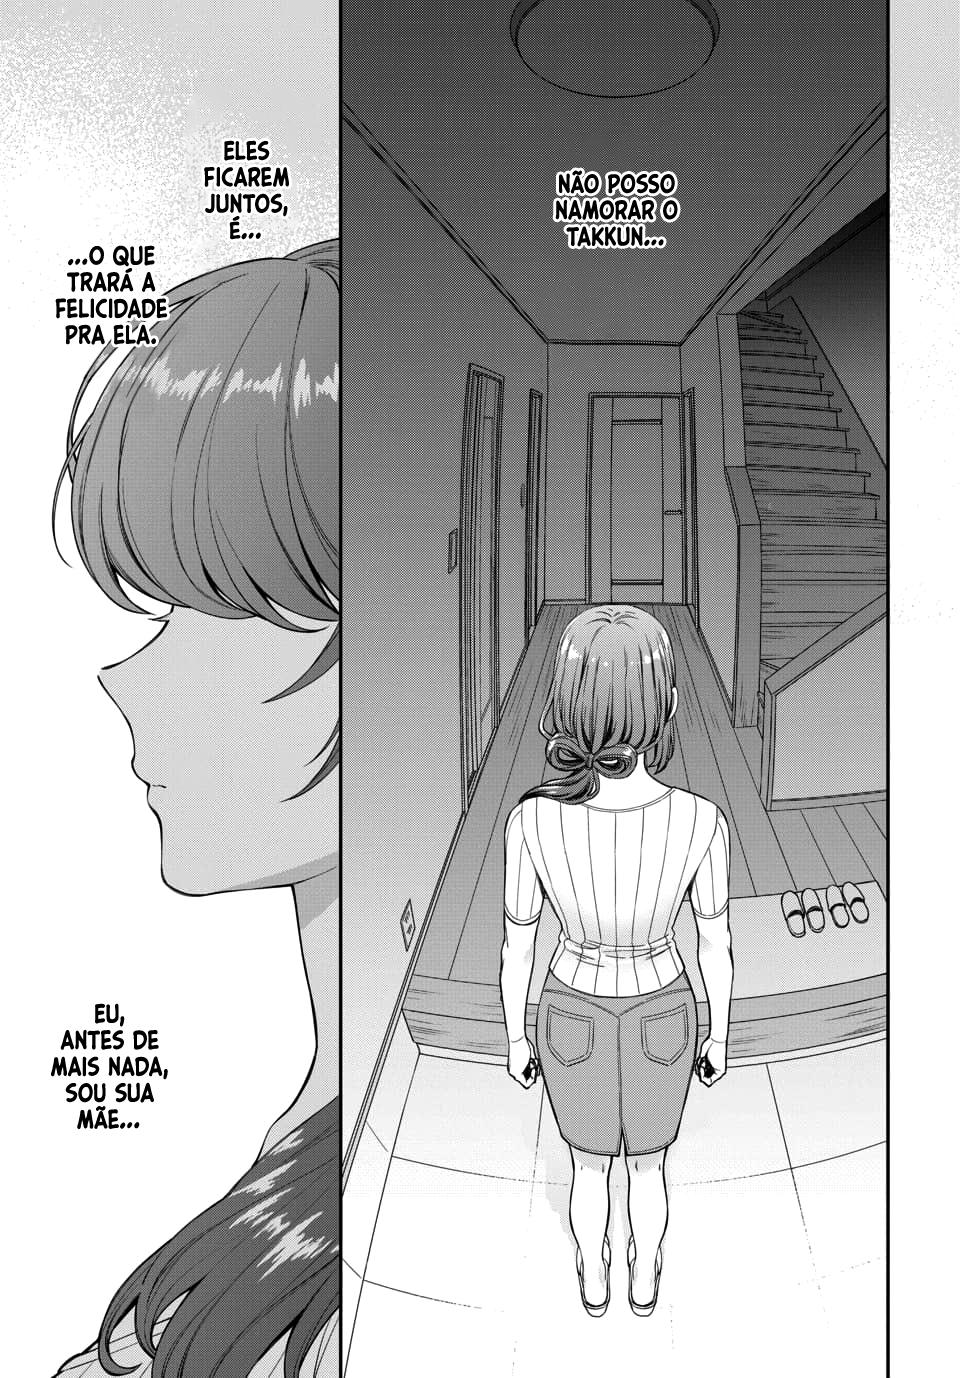 NÃO POSSO
NAMORAR O
TAKKUN...
ELES
FICAREM
JUNTOS,
É...
...O QUE
TRARÁ A
FELICIDADE
PRA ELA.
EU,
ANTES DE
MAIS NADA,
SOU SUA
MÃE...